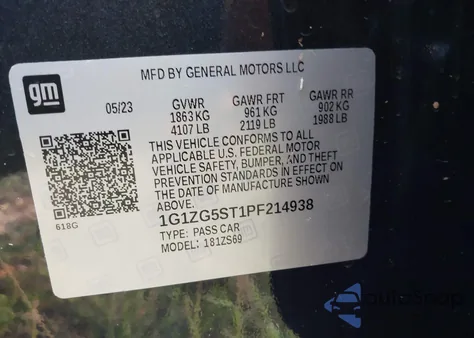 MFD BY GENERAL MOTORS LLC
gm
05/23 GVWR GAWR FRT GAWR RR
1863 KG 961 KG 902 KG
4107 LB 2119 LB 1988 LB
THIS VEHICLE CONFORMS TO ALL
APPLICABLE U.S. FEDERAL MOTOR
VEHICLE SAFETY, BUMPER, AND THEFT
PREVENTION STANDARDS IN EFFECT
ON THE DATE OF MANUFACTURE SHOWN
ABOVE.
618G
1G1ZG5ST1PF214938
TYPE: PASS CAR
MODEL: 181ZS69
autoSnap